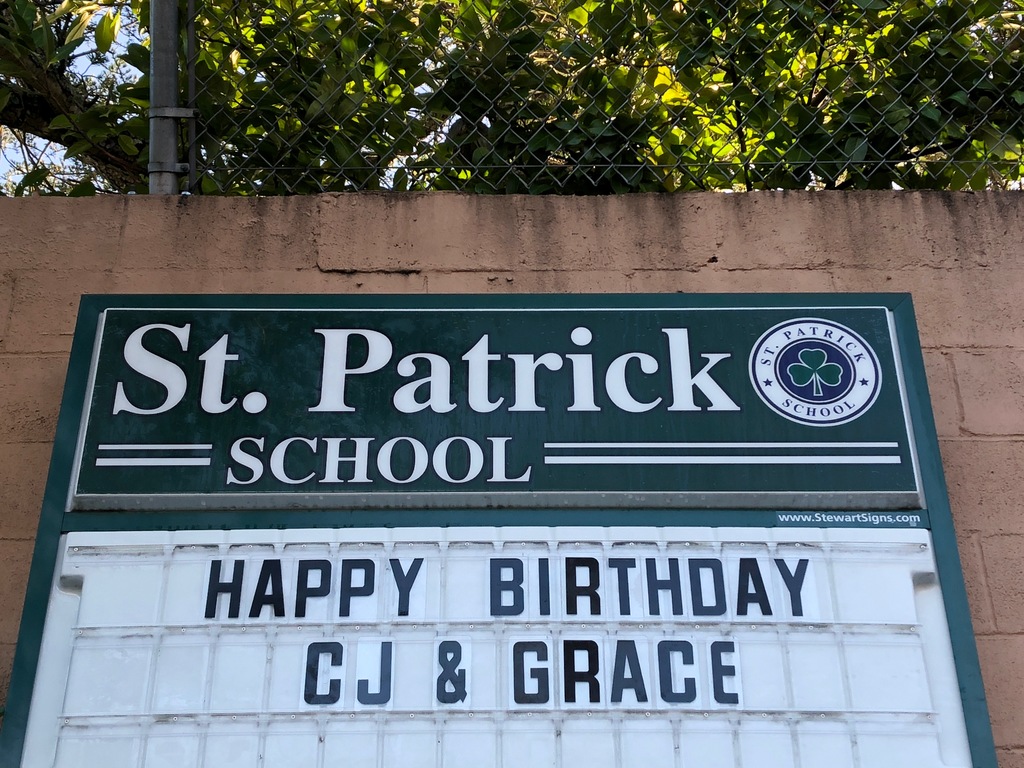 St. Patrick
SCHOOL
ST. PATRICK
SCHOOL
www.StewartSigns.com
HAPPY BIRTHDAY
CJ & GRACE